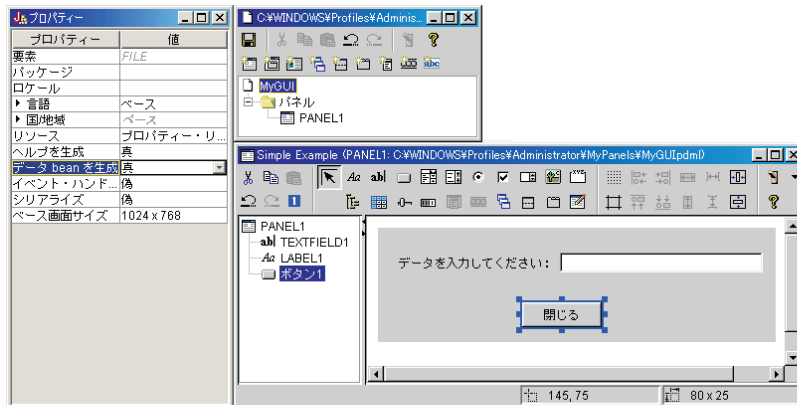 プロパティー
プロパティー 値
要素 FILE
パッケージ
ロケール
言語 ベース
国/地域 ベース
リソース プロパティー・リ...
ヘルプを生成 真
データ bean を生成 真
イベント・ハンド... 偽
シリアライズ 偽
ベース画面サイズ 1024 x 768
C:¥WINDOWS¥Profiles¥Adminis...
MyGUI
パネル
PANEL1
Simple Example (PANEL1: C:¥WINDOWS¥Profiles¥Administrator¥MyPanels¥MyGUIpdml)
Aa ab
PANEL1
ab TEXTFIELD1
Aa LABEL1
ボタン1
データを入力してください:
閉じる
145, 75
80 x 25